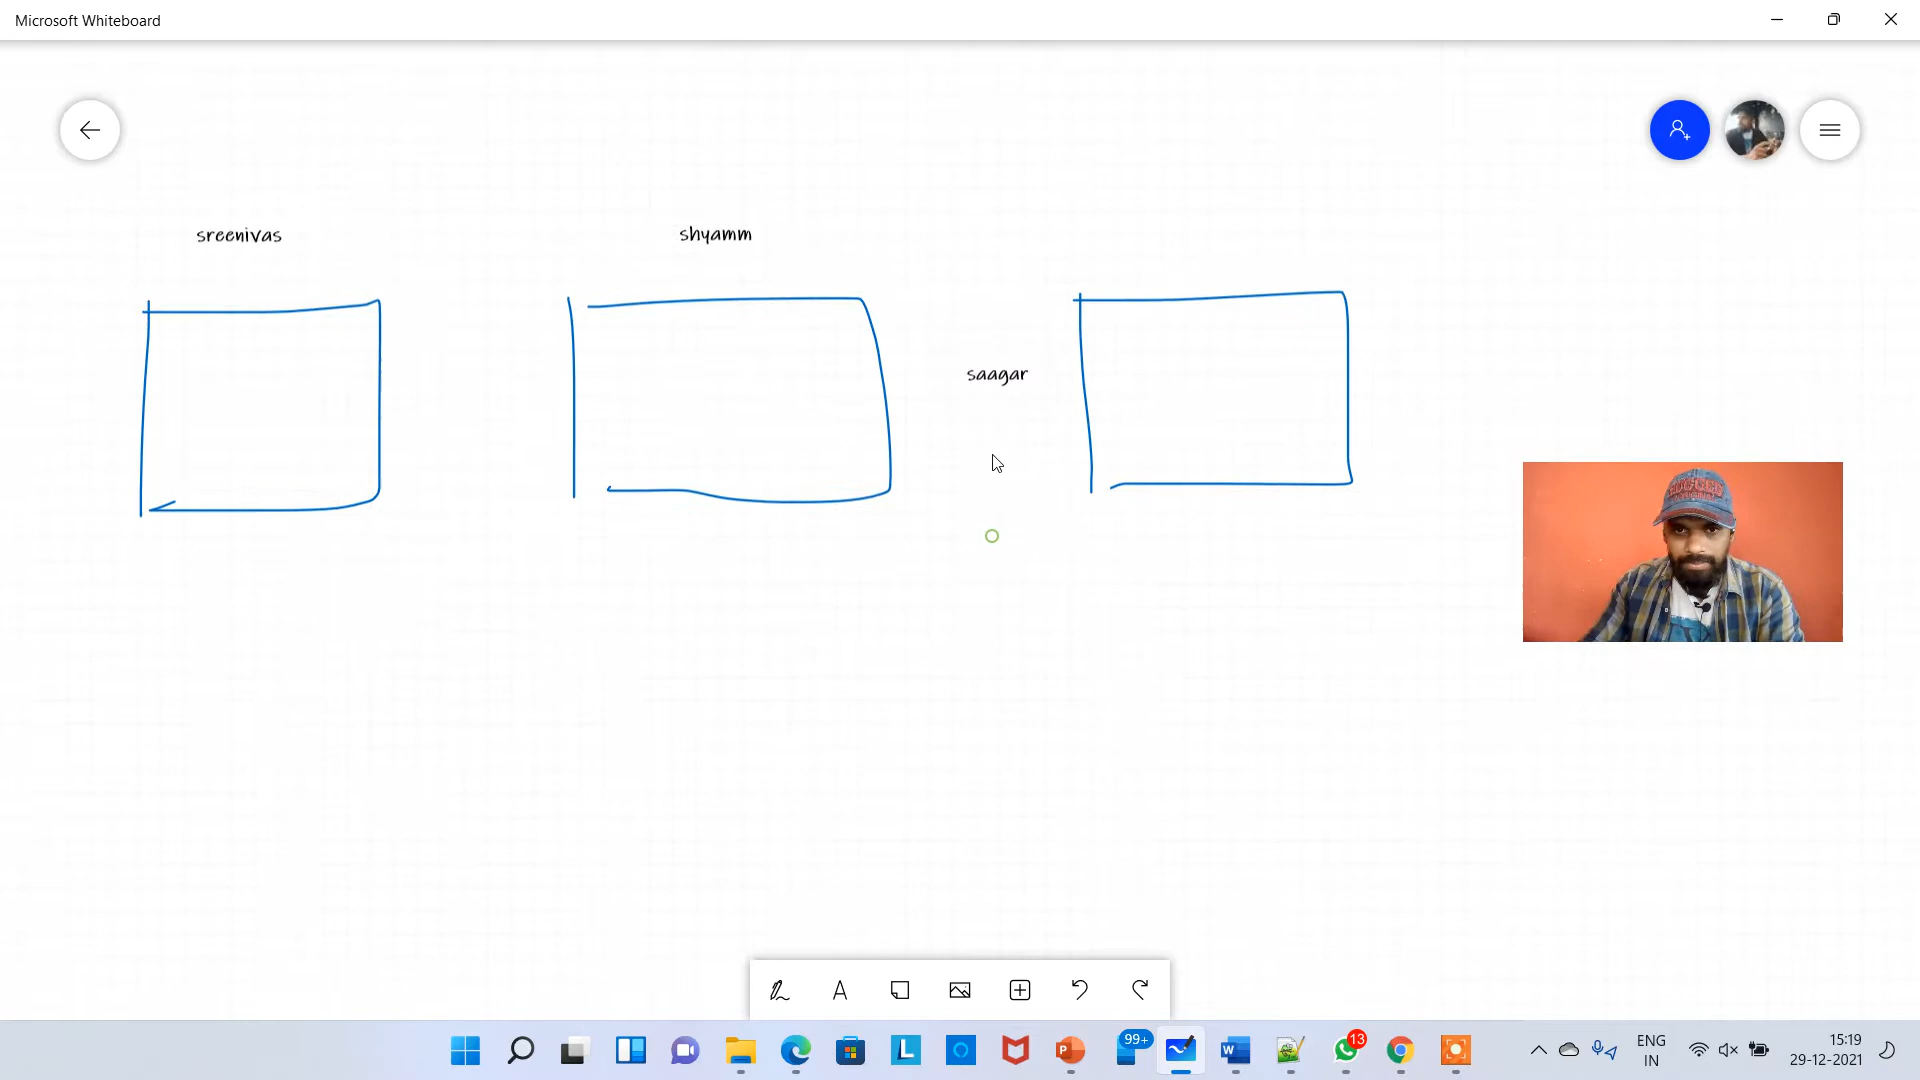 Microsoft Whiteboard
sreenivas
shyamm
saagar
99+
13
ENG
IN
15:19
29-12-2021